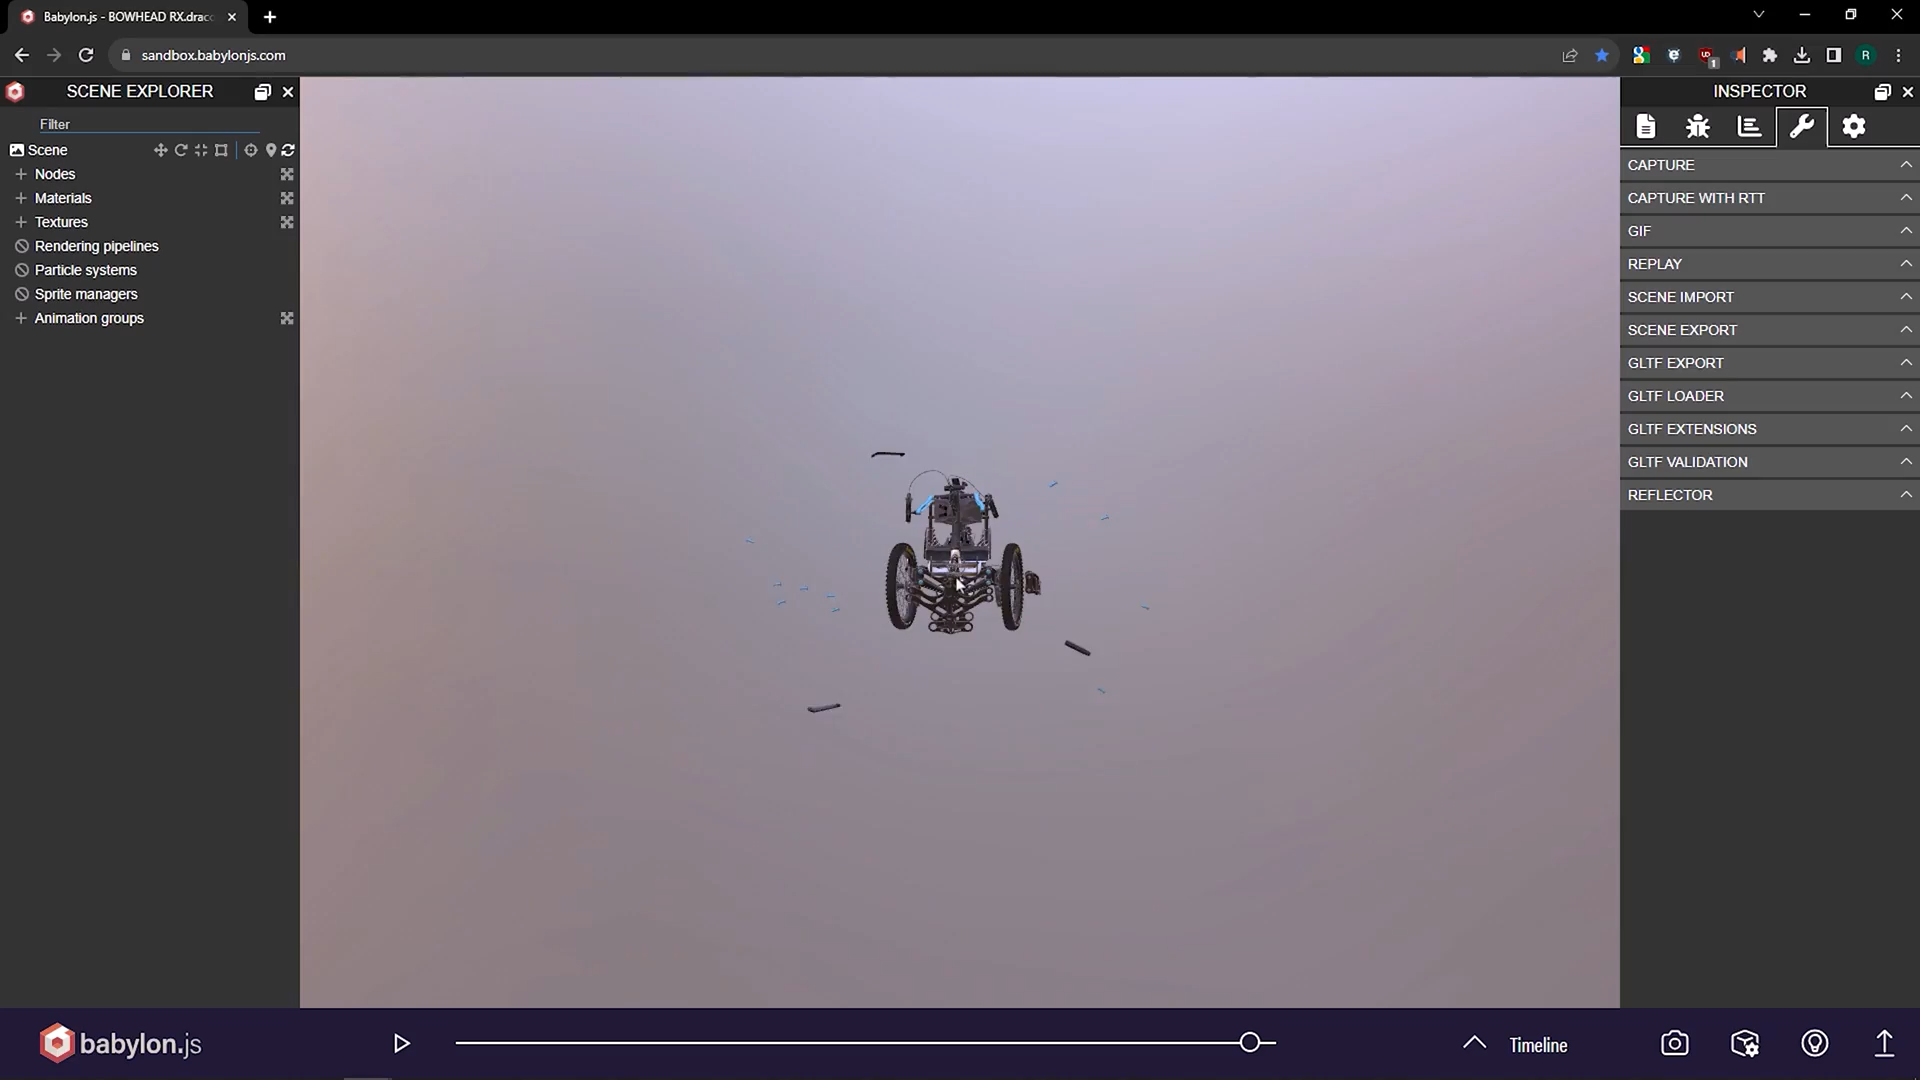 Babylon.js - BOWHEAD RX.drac
sandbox.babylonjs.com
R
1
SCENE EXPLORER
Filter
Scene
Nodes
Materials
Textures
Rendering pipelines
Particle systems
Sprite managers
Animation groups
INSPECTOR
CAPTURE
CAPTURE WITH RTT
GIF
REPLAY
SCENE IMPORT
SCENE EXPORT
GLTF EXPORT
GLTF LOADER
GLTF EXTENSIONS
GLTF VALIDATION
REFLECTOR
babylon.js
Timeline